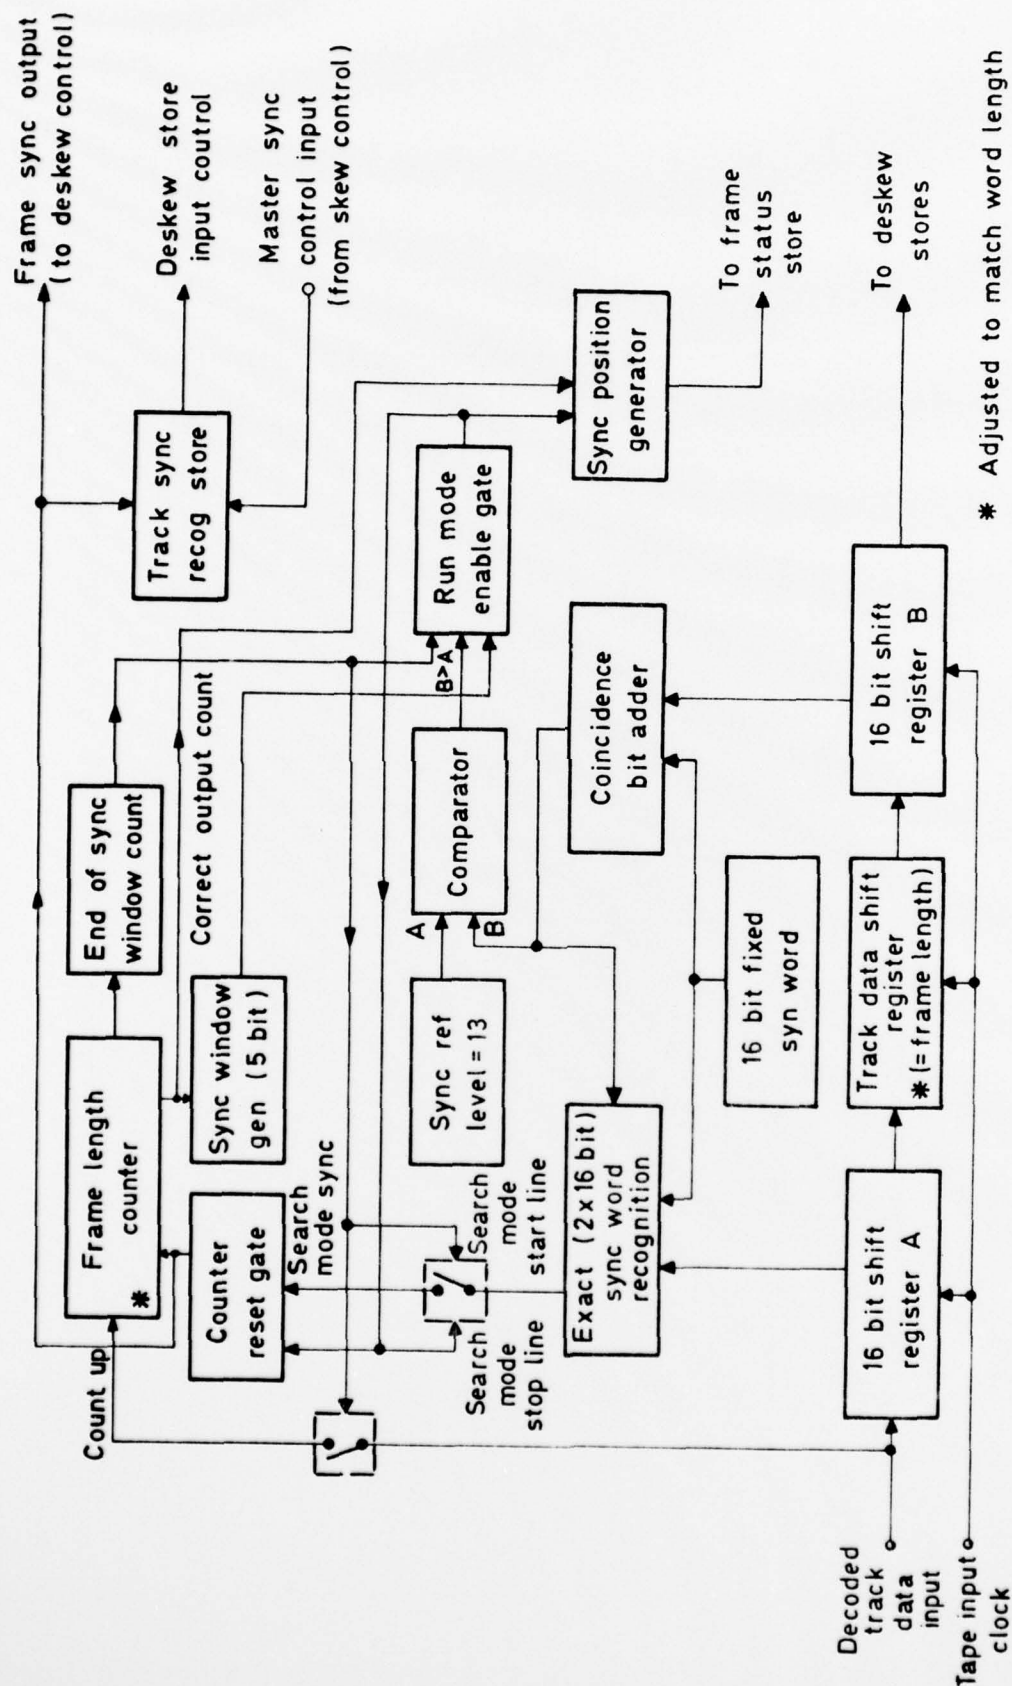 Frame sync output
(to deskew control)
Deskew store
input coutrol
Master sync
control input
(from skew control)
Track sync
recog store
End of sync
window count
Correct output count
Frame length
counter
*
Sync window
gen (5 bit)
Count up
Counter
reset gate
Search
mode sync
Run mode
enable gate
B>A
Comparator
A
B
Sync ref
level = 13
Search
mode
start line
Search
mode
stop line
Sync position
generator
To frame
status
store
Coincidence
bit adder
Exact (2 x 16 bit)
sync word
recognition
16 bit fixed
syn word
16 bit shift
register A
Track data shift
register
* (= frame length)
16 bit shift
register B
To deskew
stores
Decoded
track
data
input
Tape input
clock
* Adjusted to match word length